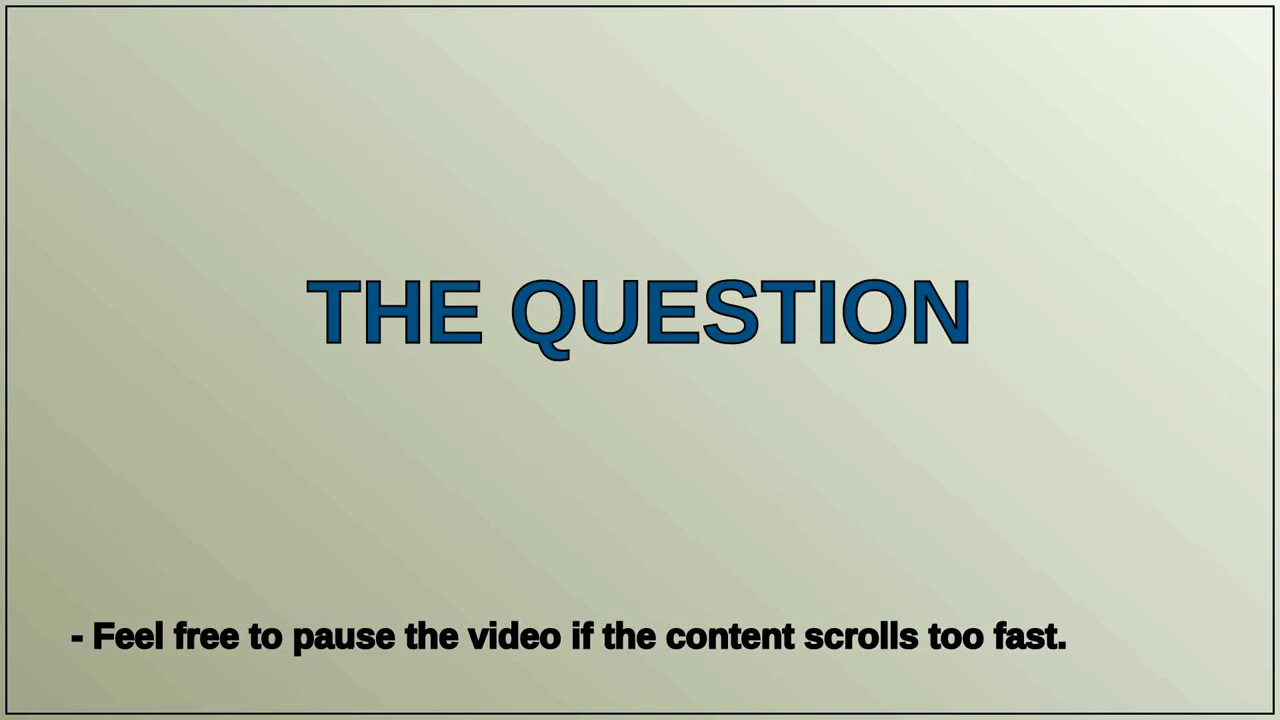 THE QUESTION
- Feel free to pause the video if the content scrolls too fast.